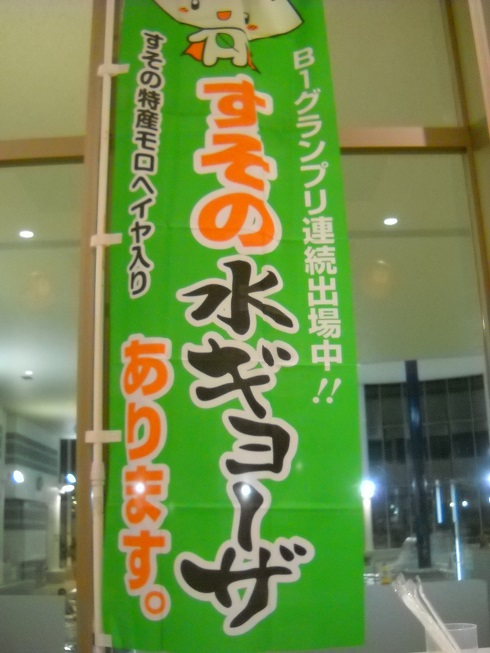 B1グランプリ連続出場中!!
すその
水ギョーザ
あります。
すその特産モロヘイヤ入り